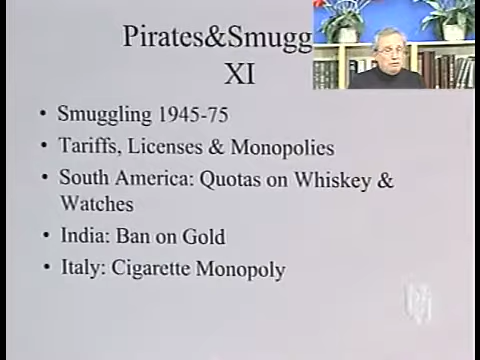 Pirates&Smugg
XI
• Smuggling 1945-75
• Tariffs, Licenses & Monopolies
• South America: Quotas on Whiskey &
Watches
• India: Ban on Gold
• Italy: Cigarette Monopoly